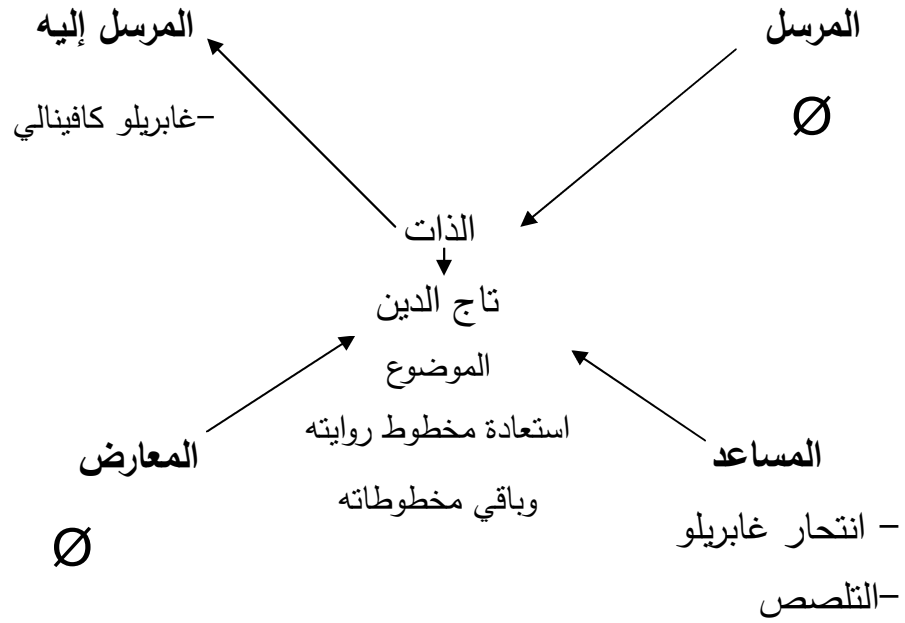 المرسل
المرسل إليه
Ø
-غابريلو كافينالي
الذات
تاج الدين
الموضوع
استعادة مخطوط روايته
وباقي مخطوطاته
المساعد
- انتحار غابريلو
-التلصص
المعارض
Ø